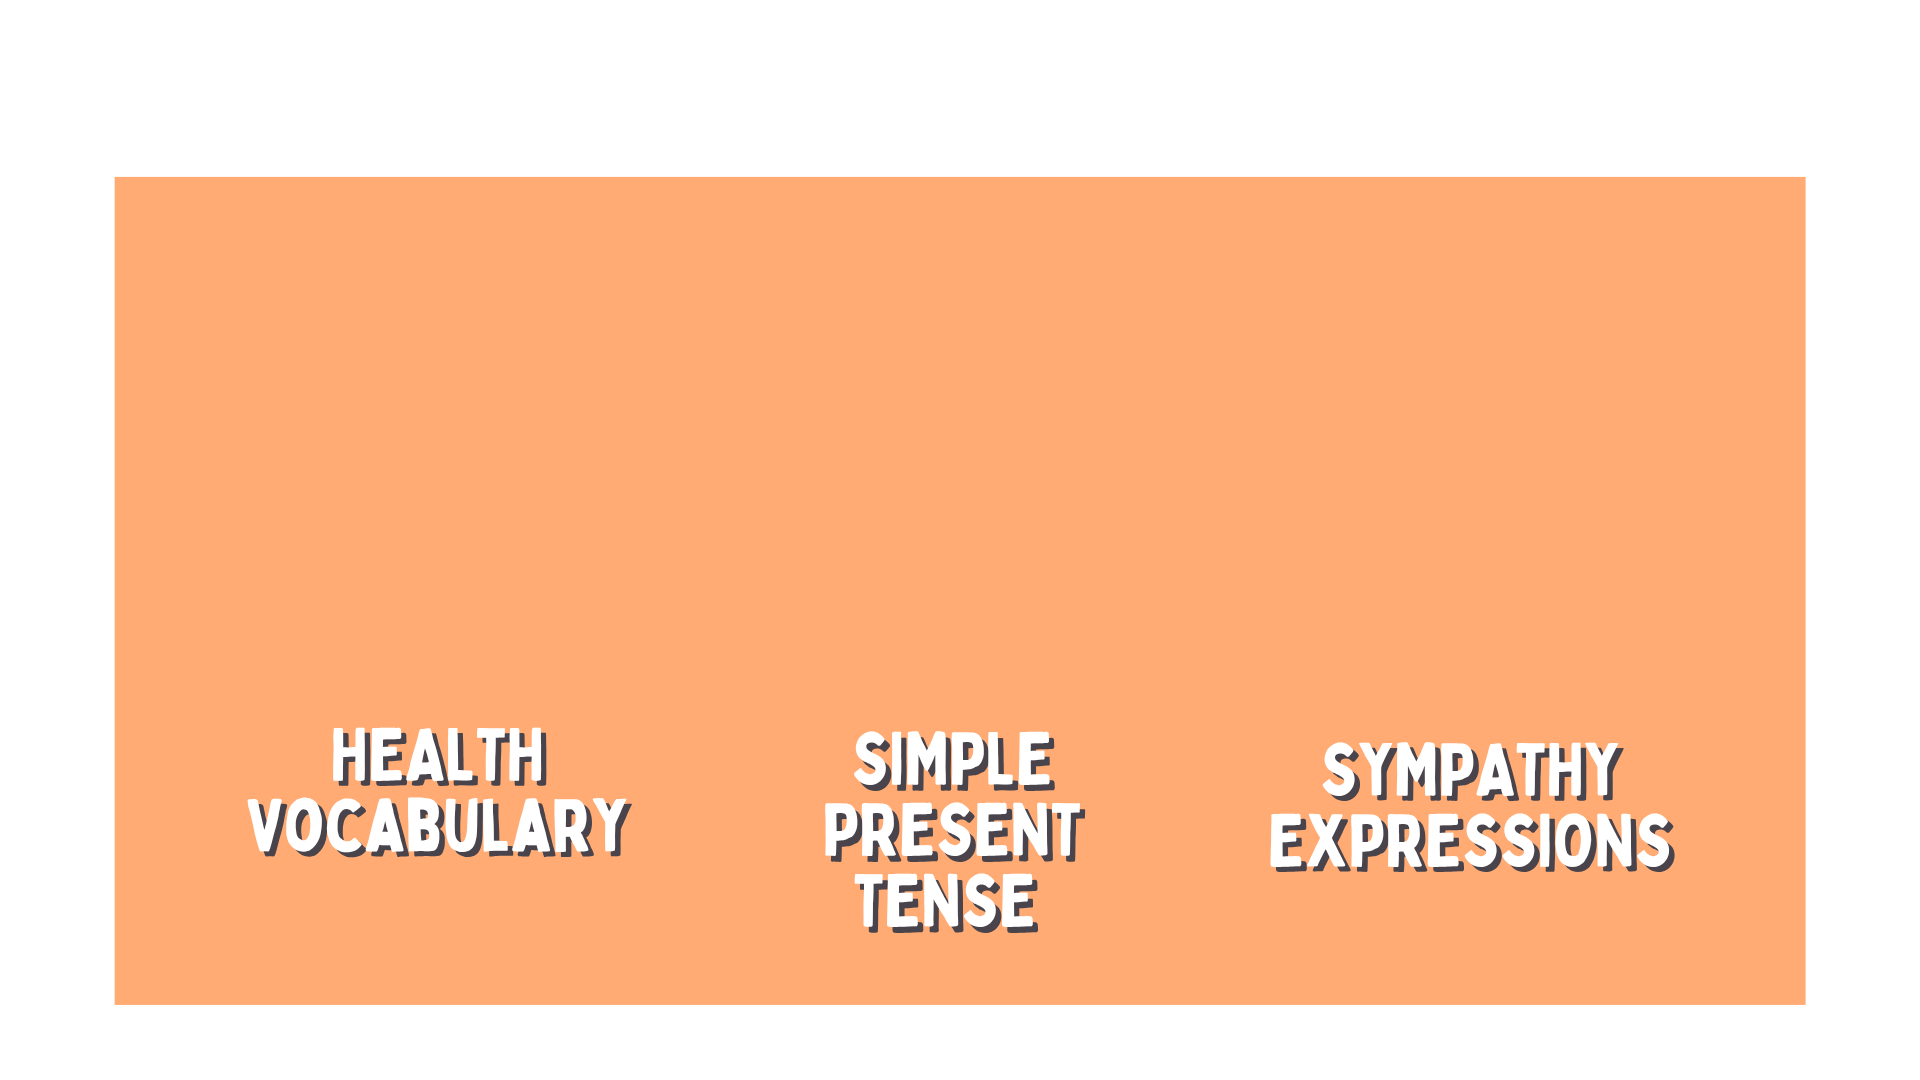 HEALTH
VOCABULARY
SIMPLE
PRESENT
TENSE
SYMPATHY
EXPRESSIONS